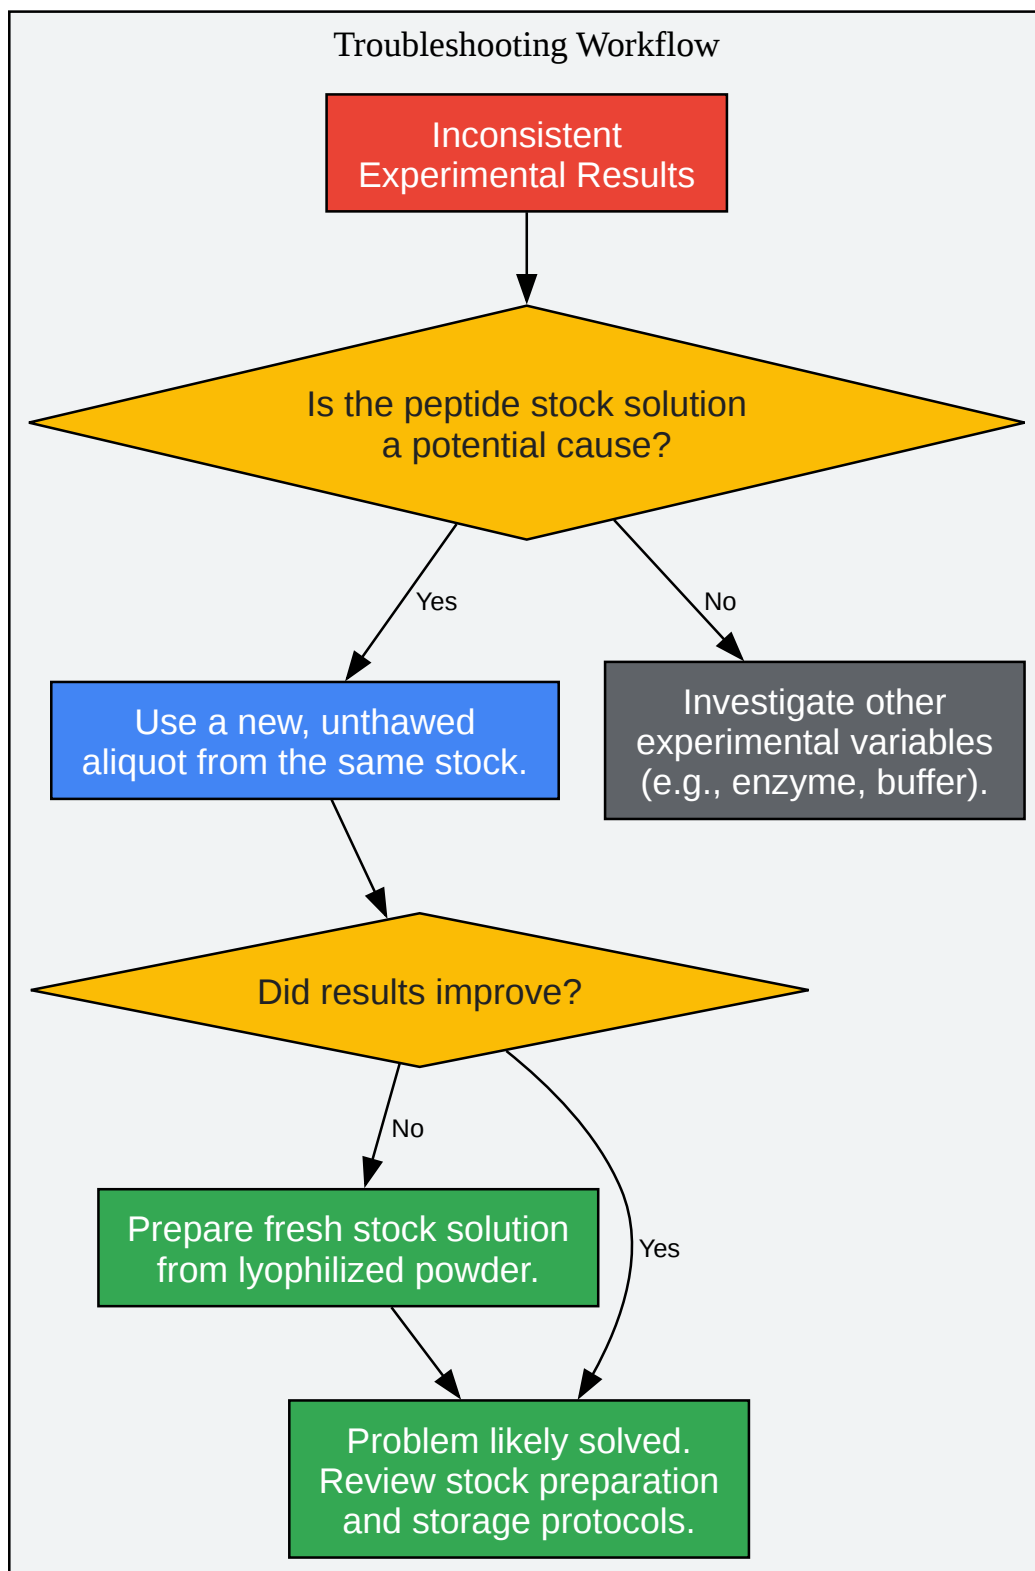 Troubleshooting Workflow
Inconsistent
Experimental Results
Is the peptide stock solution
a potential cause?
Yes
No
Use a new, unthawed
aliquot from the same stock.
Investigate other
experimental variables
(e.g., enzyme, buffer).
Did results improve?
No
Prepare fresh stock solution
from lyophilized powder.
Yes
Problem likely solved.
Review stock preparation
and storage protocols.